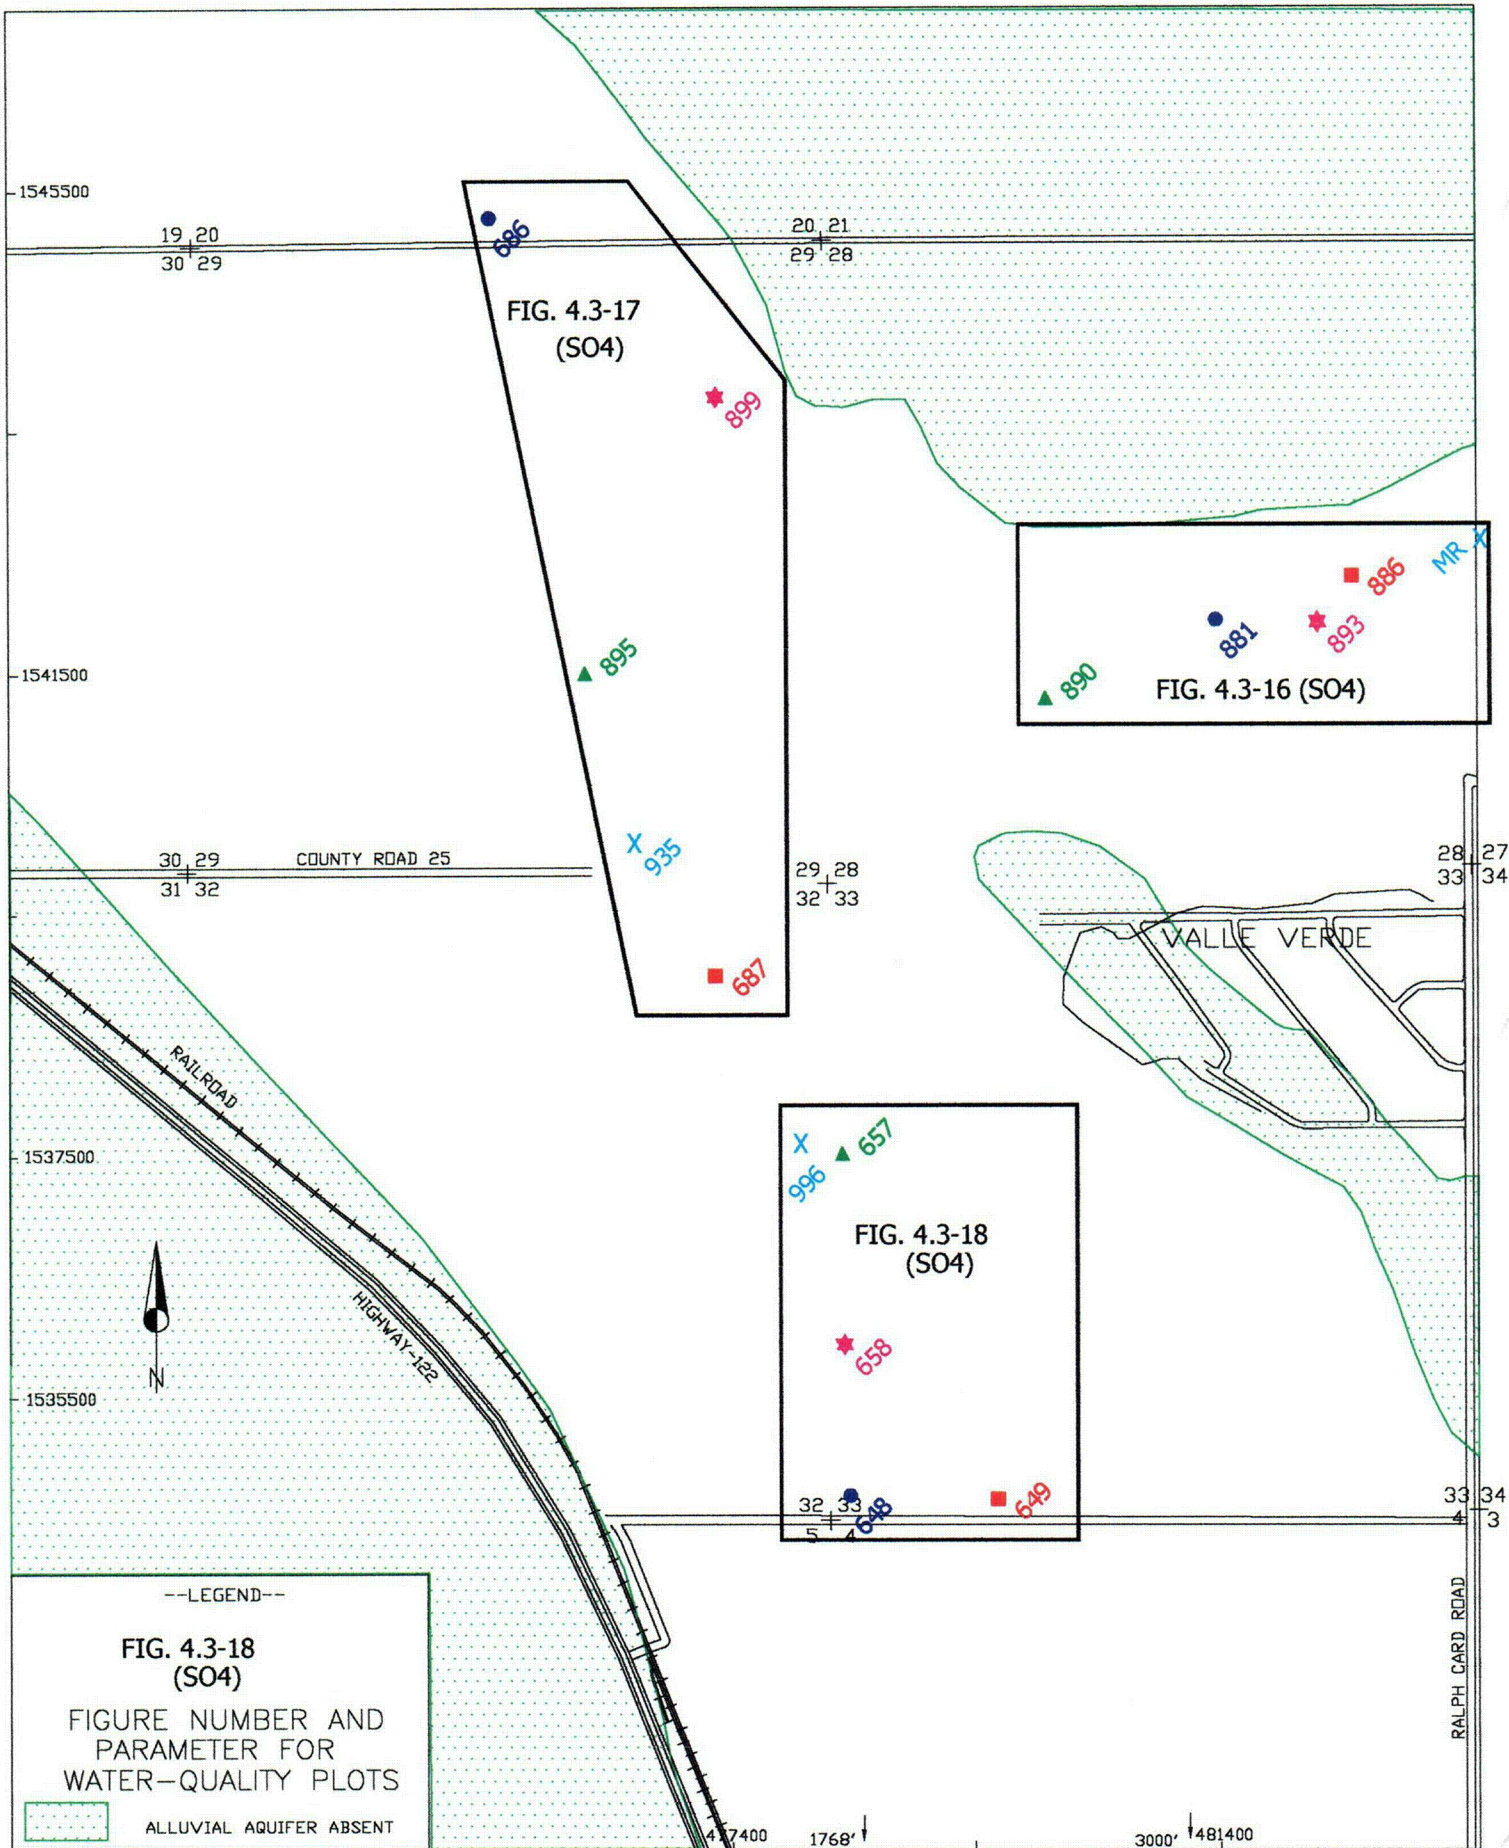 1545500
19 20
30 29
20 21
29 28
686
FIG. 4.3-17
(SO4)
899
MR
886
881
893
895
890
FIG. 4.3-16 (SO4)
1541500
935
30 29
31 32
COUNTY ROAD 25
29 28
32 33
28 27
33 34
VALLE VERDE
687
RAILROAD
657
996
1537500
FIG. 4.3-18
(SO4)
HIGHWAY-122
N
658
1535500
32 33
5 4
648
649
33 34
4 3
RALPH CARD ROAD
--LEGEND--
FIG. 4.3-18
(SO4)
FIGURE NUMBER AND
PARAMETER FOR
WATER-QUALITY PLOTS
ALLUVIAL AQUIFER ABSENT
477400
1768'
3000'
481400